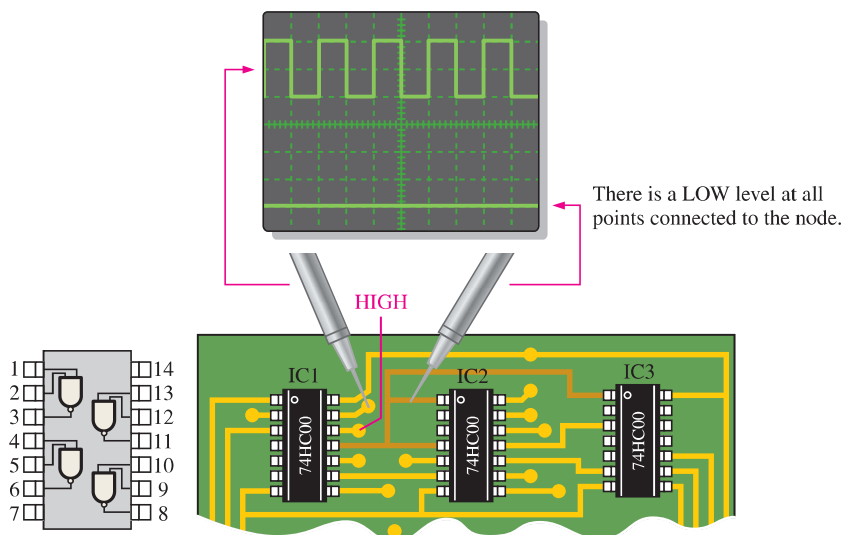 There is a LOW level at all
points connected to the node.
HIGH
IC1
IC2
IC3
74HC00
74HC00
74HC00
1
2
3
4
5
6
7
14
13
12
11
10
9
8